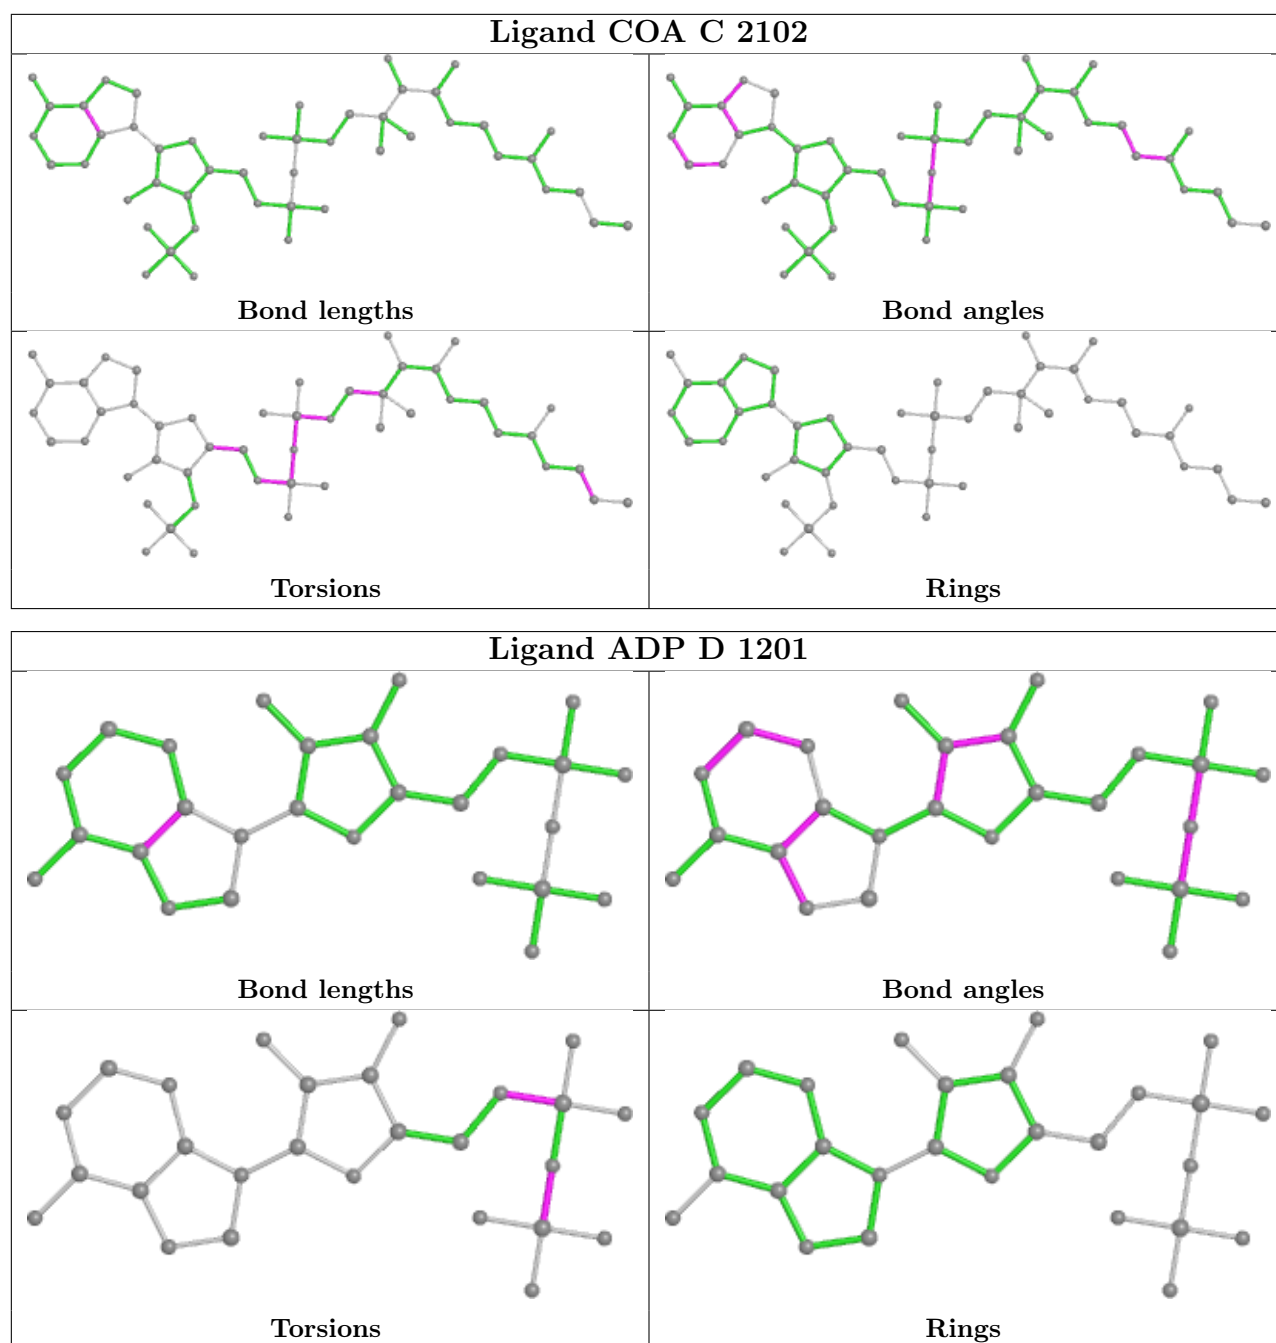 Ligand COA C 2102
Bond lengths
Bond angles
Torsions
Rings
Ligand ADP D 1201
Bond lengths
Bond angles
Torsions
Rings